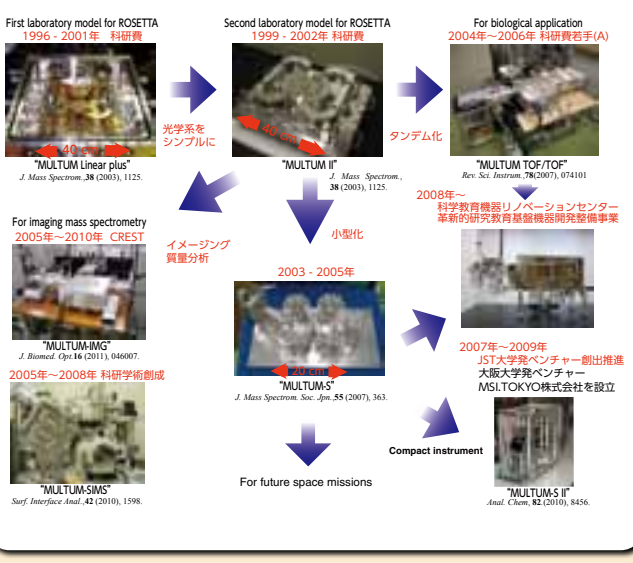 First laboratory model for ROSETTA
1996 - 2001年 科研費
40 cm
"MULTUM Linear plus"
J. Mass Spectrom.,38 (2003), 1125.
光学系を
シンプルに
Second laboratory model for ROSETTA
1999 - 2002年 科研費
40 cm
"MULTUM II"
J. Mass Spectrom.,
38 (2003), 1125.
タンデム化
For biological application
2004年〜2006年 科研費若手(A)
"MULTUM TOF/TOF"
Rev. Sci. Instrum.,78(2007), 074101
2008年〜
科学教育機器リノベーションセンター
革新的研究教育基盤機器開発整備事業
For imaging mass spectrometry
2005年〜2010年 CREST
"MULTUM-IMG"
J. Biomed. Opt.16 (2011), 046007.
イメージング
質量分析
小型化
2003 - 2005年
20 cm
"MULTUM-S"
J. Mass Spectrom. Soc. Jpn.,55 (2007), 363.
2007年〜2009年
JST大学発ベンチャー創出推進
大阪大学発ベンチャー
MSI.TOKYO株式会社を設立
2005年〜2008年 科研学術創成
"MULTUM-SIMS"
Surf. Interface Anal.,42 (2010), 1598.
Compact instrument
For future space missions
"MULTUM-S II"
Anal. Chem, 82.(2010), 8456.